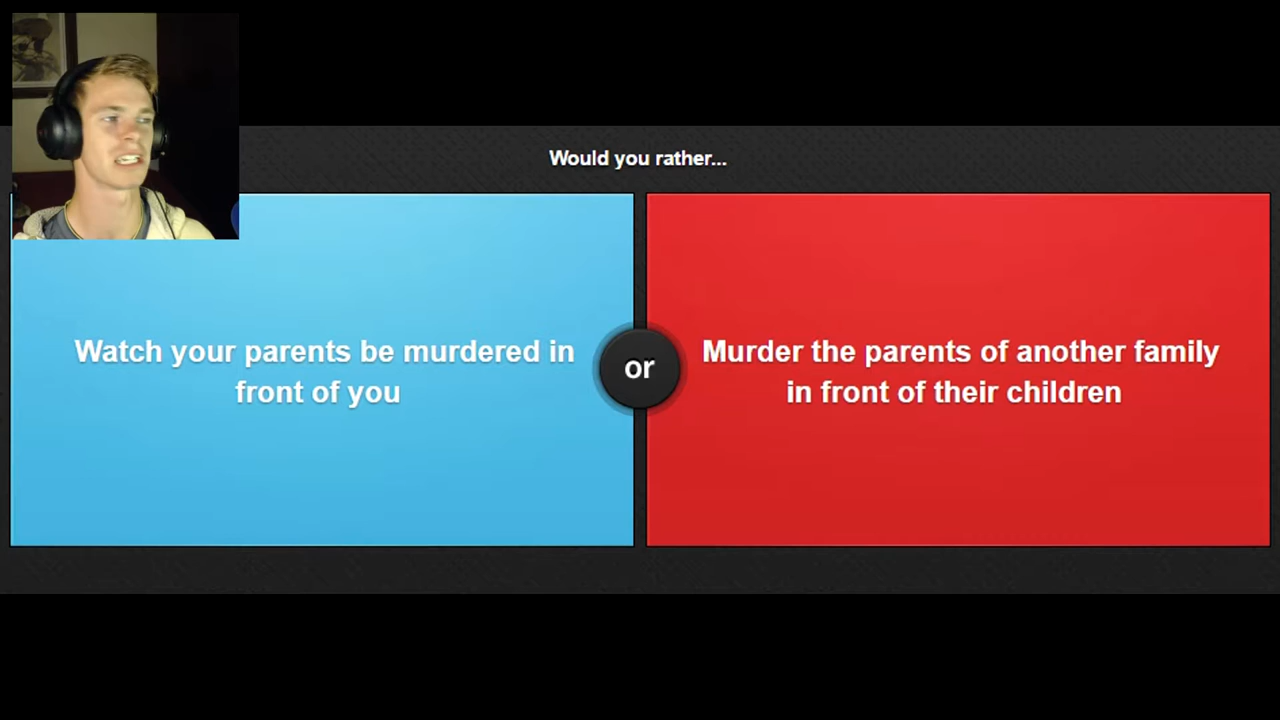 Would you rather...
Watch your parents be murdered in
front of you
or
Murder the parents of another family
in front of their children